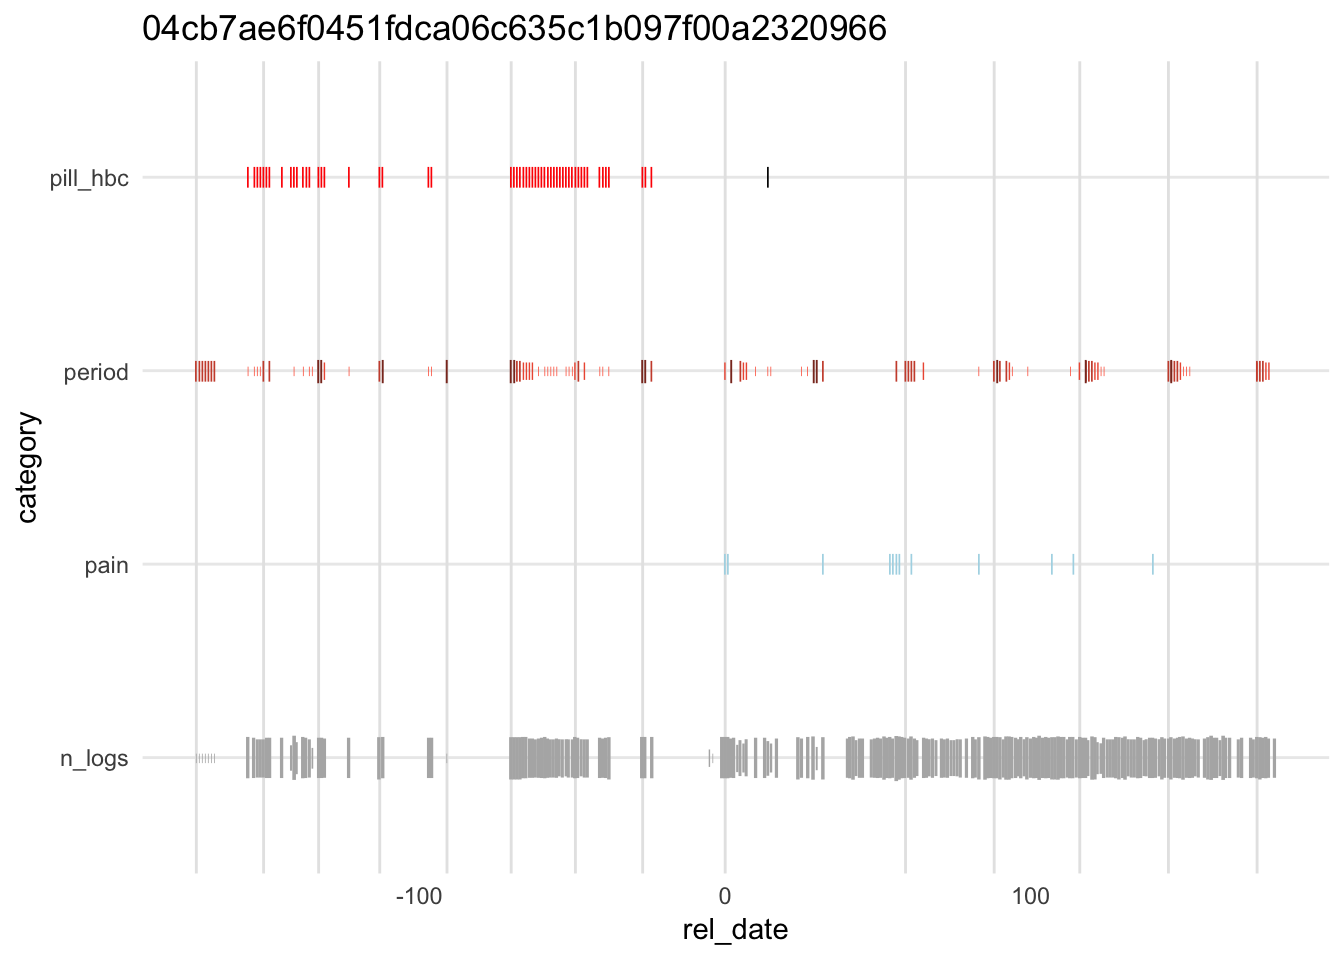 04cb7ae6f0451fdca06c635c1b097f00a2320966
pill_hbc
period
pain
n_logs
category
-100
0
100
rel_date